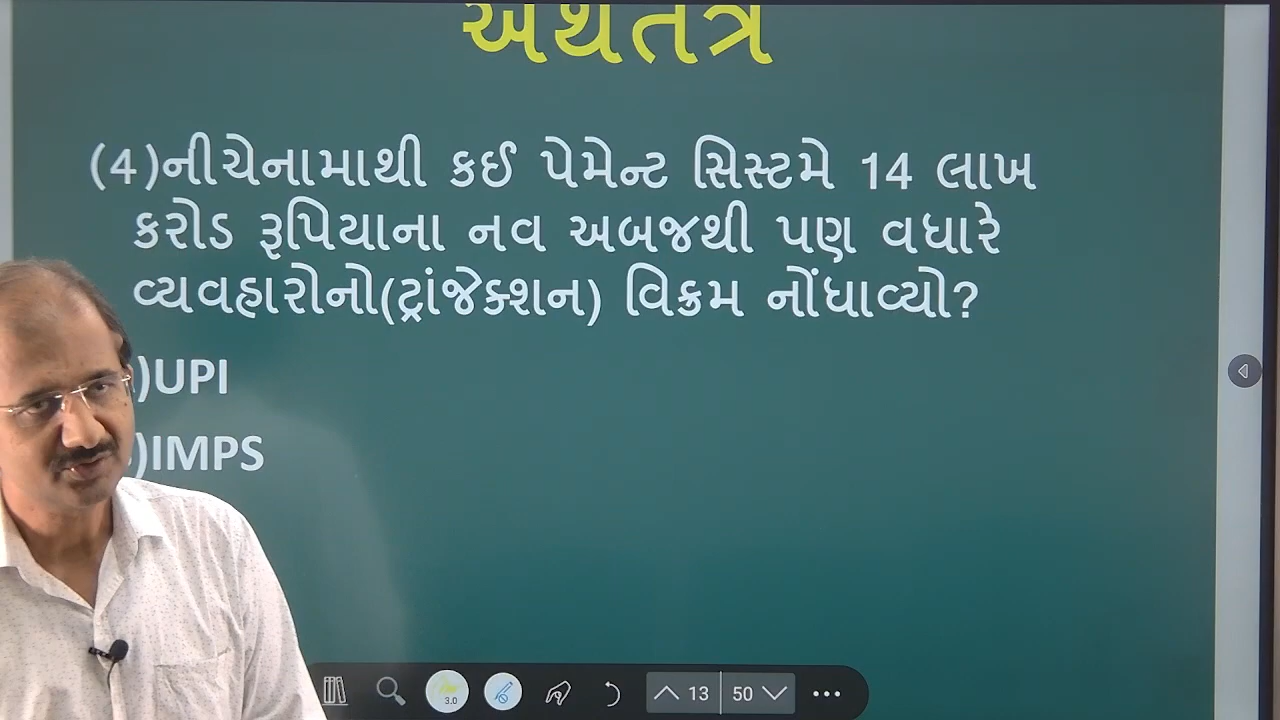 અર્થતંત્ર
(4)નીચેનામાથી કઈ પેમેન્ટ સિસ્ટમે 14 લાખ
કરોડ રૂપિયાના નવ અબજથી પણ વધારે
વ્યવહારોનો(ટ્રાંજેક્શન) વિક્રમ નોંધાવ્યો?
)UPI
)IMPS
3.0
13 50